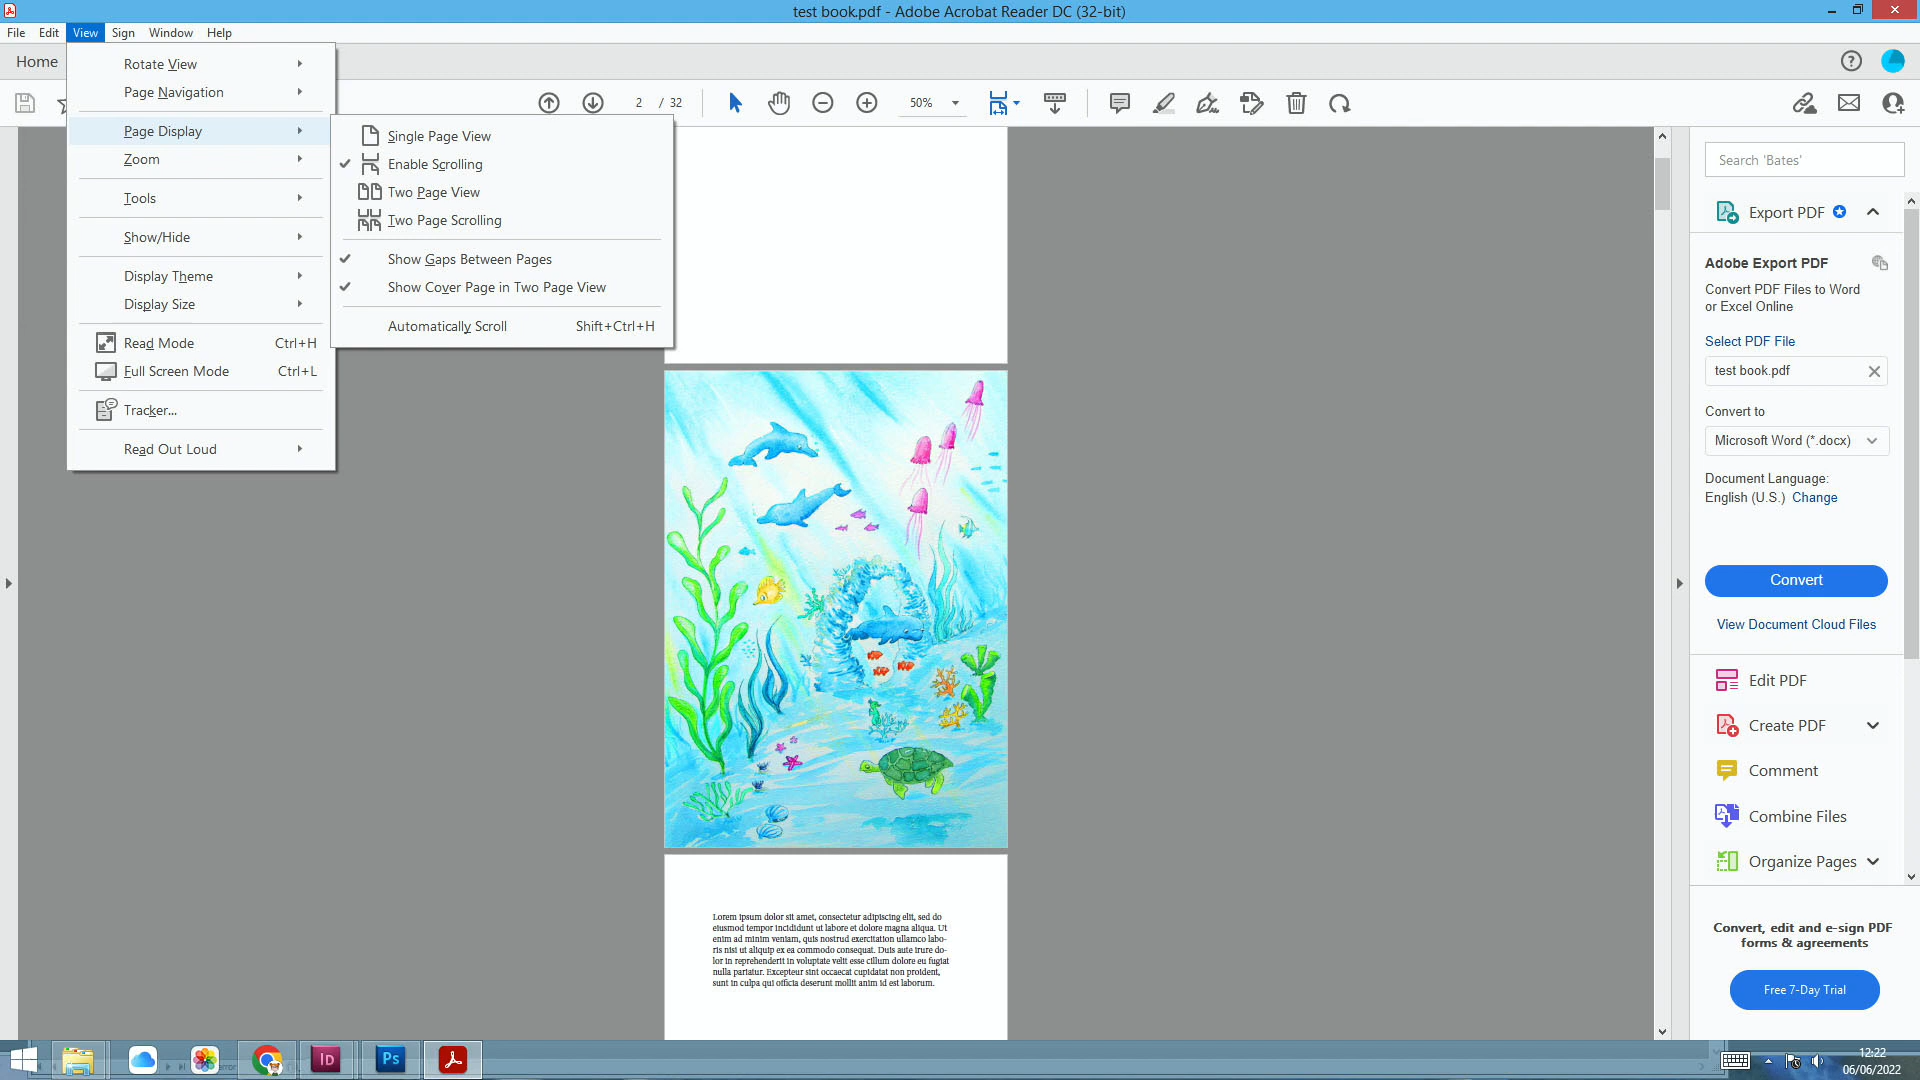 test book.pdf - Adobe Acrobat Reader DC (32-bit)
File Edit View Sign Window Help
Home
Rotate View
Page Navigation
Page Display
Zoom
Tools
Show/Hide
Display Theme
Display Size
Read Mode Ctrl+H
Full Screen Mode Ctrl+L
Tracker...
Read Out Loud
2 / 32
50%
Single Page View
Enable Scrolling
Two Page View
Two Page Scrolling
Show Gaps Between Pages
Show Cover Page in Two Page View
Automatically Scroll Shift+Ctrl+H
Lorem ipsum dolor sit amet, consectetur adipiscing elit, sed do
eiusmod tempor incididunt ut labore et dolore magna aliqua. Ut
enim ad minim veniam, quis nostrud exercitation ullamco labo-
ris nisi ut aliquip ex ea commodo consequat. Duis aute irure do-
lor in reprehenderit in voluptate velit esse cillum dolore eu fugiat
nulla pariatur. Excepteur sint occaecat cupidatat non proident,
sunt in culpa qui officia deserunt mollit anim id est laborum.
Search 'Bates'
Export PDF
Adobe Export PDF
Convert PDF Files to Word
or Excel Online
Select PDF File
test book.pdf
Convert to
Microsoft Word (*.docx)
Document Language:
English (U.S.) Change
Convert
View Document Cloud Files
Edit PDF
Create PDF
Comment
Combine Files
Organize Pages
Convert, edit and e-sign PDF
forms & agreements
Free 7-Day Trial
Id
Ps
12:22
06/06/2022